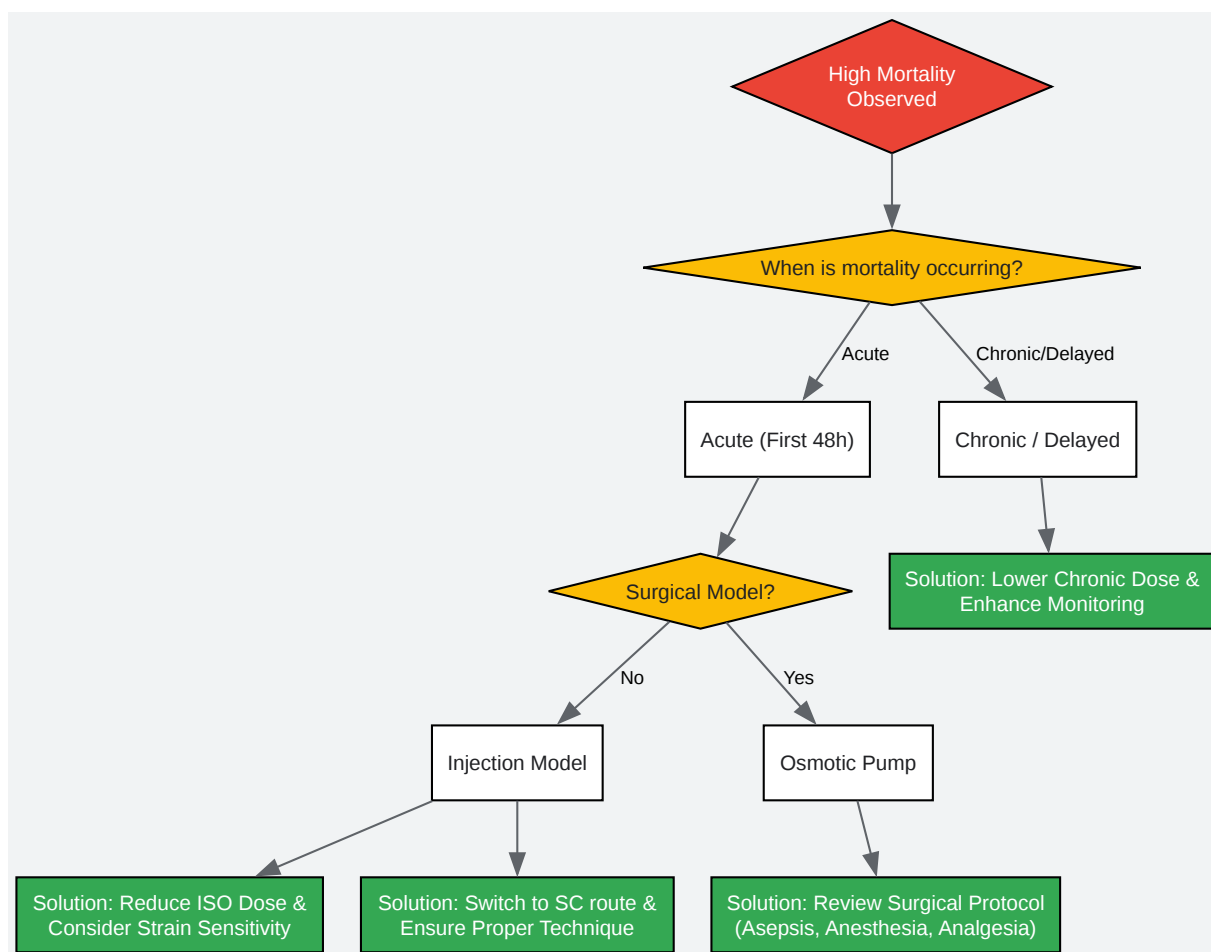 High Mortality
Observed
When is mortality occurring?
Acute
Chronic/Delayed
Acute (First 48h)
Chronic / Delayed
Solution: Lower Chronic Dose &
Enhance Monitoring
Surgical Model?
No
Yes
Injection Model
Osmotic Pump
Solution: Reduce ISO Dose &
Consider Strain Sensitivity
Solution: Switch to SC route &
Ensure Proper Technique
Solution: Review Surgical Protocol
(Asepsis, Anesthesia, Analgesia)